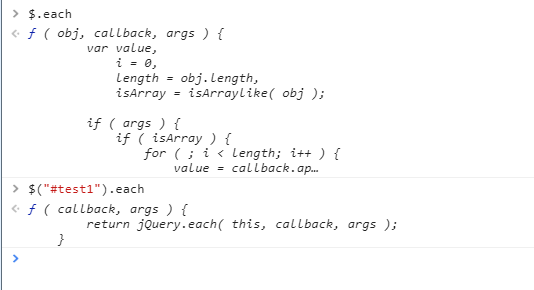 > $.each
<· f ( obj, callback, args ) {
        var value,
            i = 0,
            length = obj.length,
            isArray = isArraylike( obj );

        if ( args ) {
            if ( isArray ) {
                for ( ; i < length; i++ ) {
                    value = callback.ap…
> $("#test1").each
<· f ( callback, args ) {
        return jQuery.each( this, callback, args );
    }
>